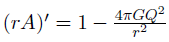 (rA)′ = 1 − 4πGQ²/r²